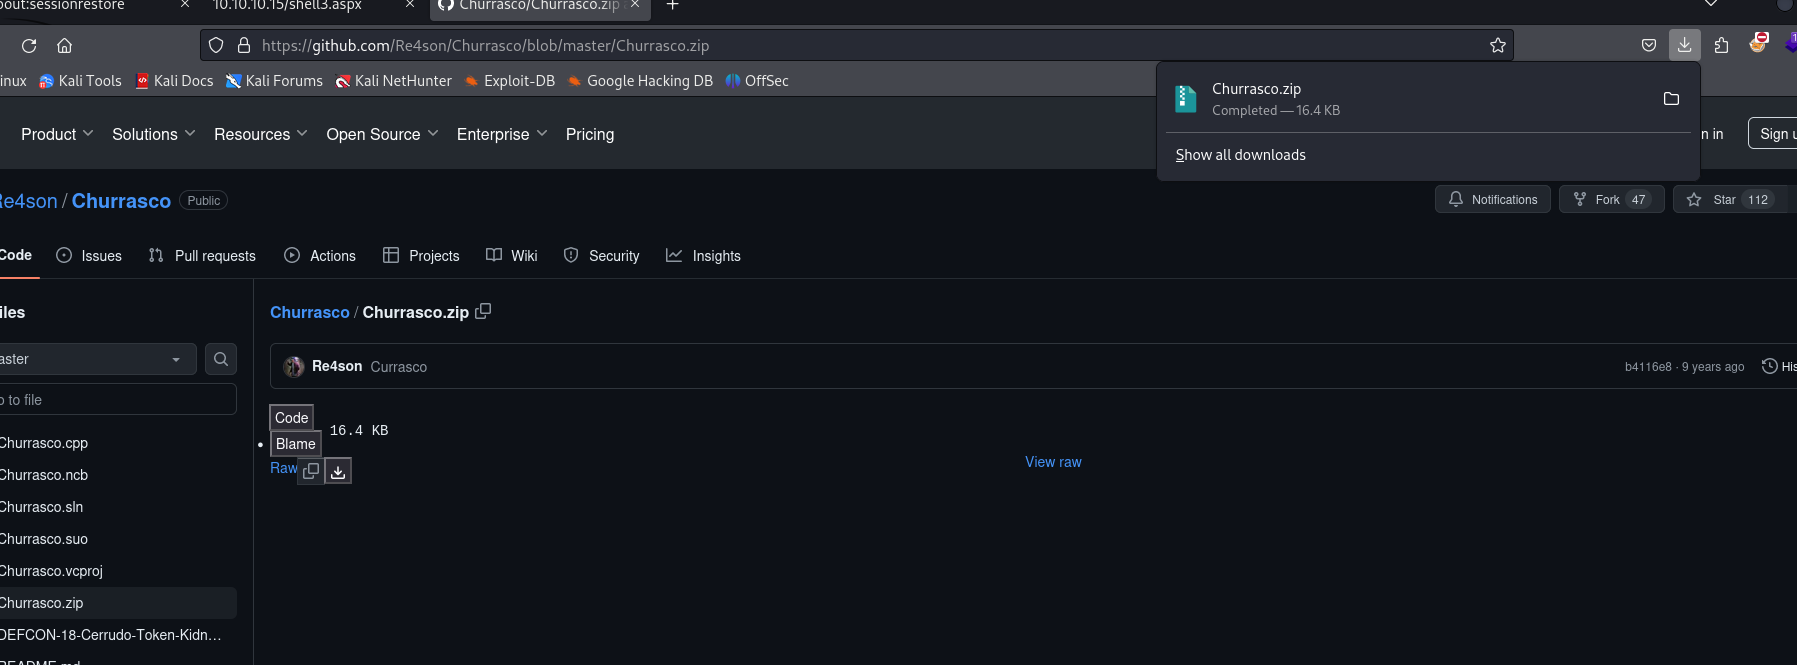 bout:sessionrestore
10.10.10.15/shell3.aspx
Churrasco/Churrasco.zip a
https://github.com/Re4son/Churrasco/blob/master/Churrasco.zip
inux Kali Tools Kali Docs Kali Forums Kali NetHunter Exploit-DB Google Hacking DB OffSec
Churrasco.zip
Completed — 16.4 KB
Show all downloads
Product Solutions Resources Open Source Enterprise Pricing
n in
Sign u
Re4son / Churrasco Public
Notifications
Fork 47
Star 112
Code Issues Pull requests Actions Projects Wiki Security Insights
iles
aster
o to file
Churrasco.cpp
Churrasco.ncb
Churrasco.sln
Churrasco.suo
Churrasco.vcproj
Churrasco.zip
DEFCON-18-Cerrudo-Token-Kidn…
README.md
Churrasco / Churrasco.zip
Re4son Currasco
b4116e8 · 9 years ago
His
Code
Blame
16.4 KB
Raw
View raw